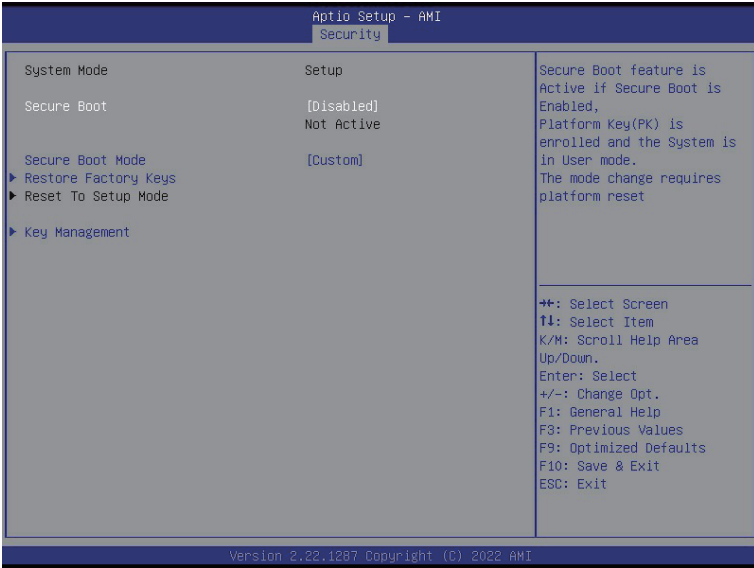 Aptio Setup – AMI
Security
System Mode Setup
Secure Boot [Disabled]
Not Active
Secure Boot Mode [Custom]
Restore Factory Keys
Reset To Setup Mode
Key Management
Secure Boot feature is
Active if Secure Boot is
Enabled,
Platform Key(PK) is
enrolled and the System is
in User mode.
The mode change requires
platform reset
→←: Select Screen
↑↓: Select Item
K/M: Scroll Help Area
Up/Down.
Enter: Select
+/-: Change Opt.
F1: General Help
F3: Previous Values
F9: Optimized Defaults
F10: Save & Exit
ESC: Exit
Version 2.22.1287 Copyright (C) 2022 AMI